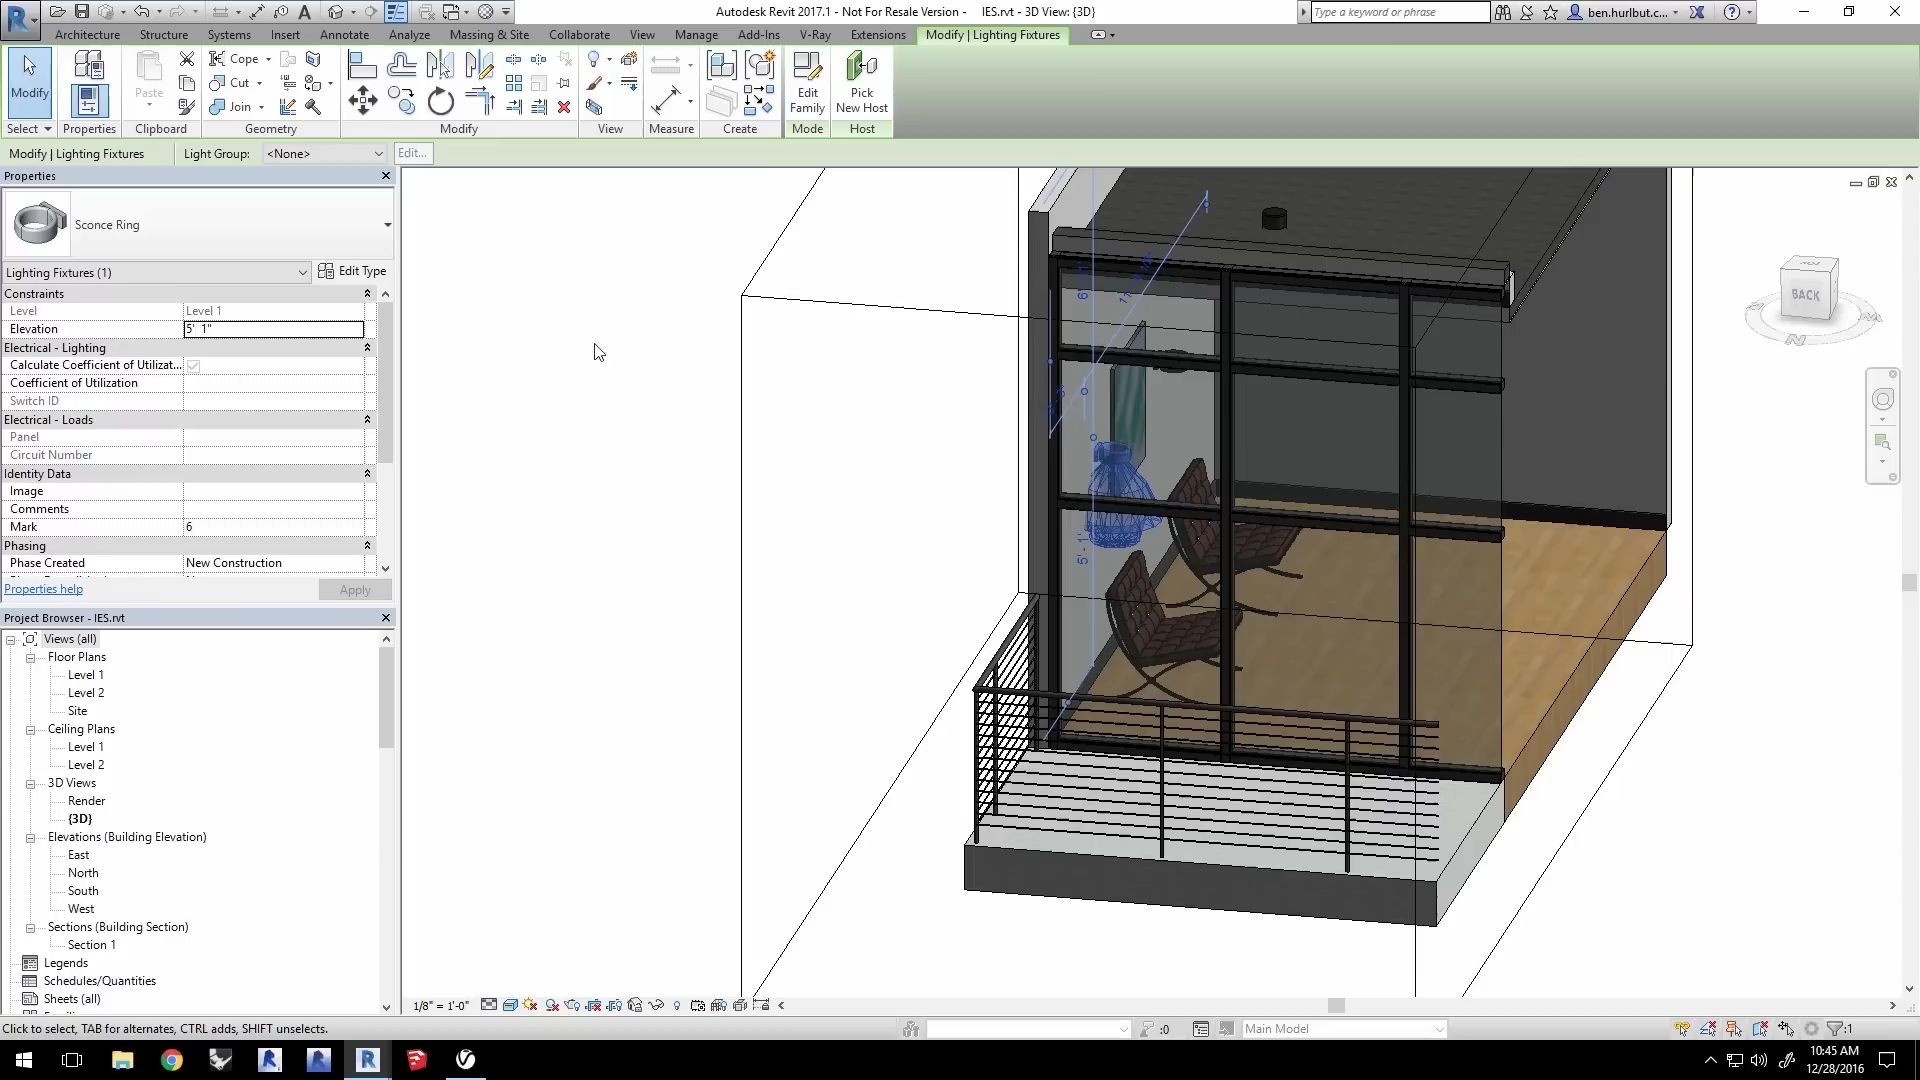 Autodesk Revit 2017.1 - Not For Resale Version - IES.rvt - 3D View: {3D}
Type a keyword or phrase
ben.hurlbut.c...
Architecture Structure Systems Insert Annotate Analyze Massing & Site Collaborate View Manage Add-Ins V-Ray Extensions Modify | Lighting Fixtures
Modify
Paste
Cope
Cut
Join
Edit Family
Pick New Host
Select Properties Clipboard Geometry Modify View Measure Create Mode Host
Modify | Lighting Fixtures Light Group: <None> Edit...
Properties
Sconce Ring
Lighting Fixtures (1) Edit Type
Constraints
Level Level 1
Elevation 5' 1"
Electrical - Lighting
Calculate Coefficient of Utilizat...
Coefficient of Utilization
Switch ID
Electrical - Loads
Panel
Circuit Number
Identity Data
Image
Comments
Mark 6
Phasing
Phase Created New Construction
Properties help Apply
Project Browser - IES.rvt
Views (all)
Floor Plans
Level 1
Level 2
Site
Ceiling Plans
Level 1
Level 2
3D Views
Render
{3D}
Elevations (Building Elevation)
East
North
South
West
Sections (Building Section)
Section 1
Legends
Schedules/Quantities
Sheets (all)
BACK
5' - 1"
1/8" = 1'-0"
Click to select, TAB for alternates, CTRL adds, SHIFT unselects.
:0
Main Model
:1
10:45 AM
12/28/2016